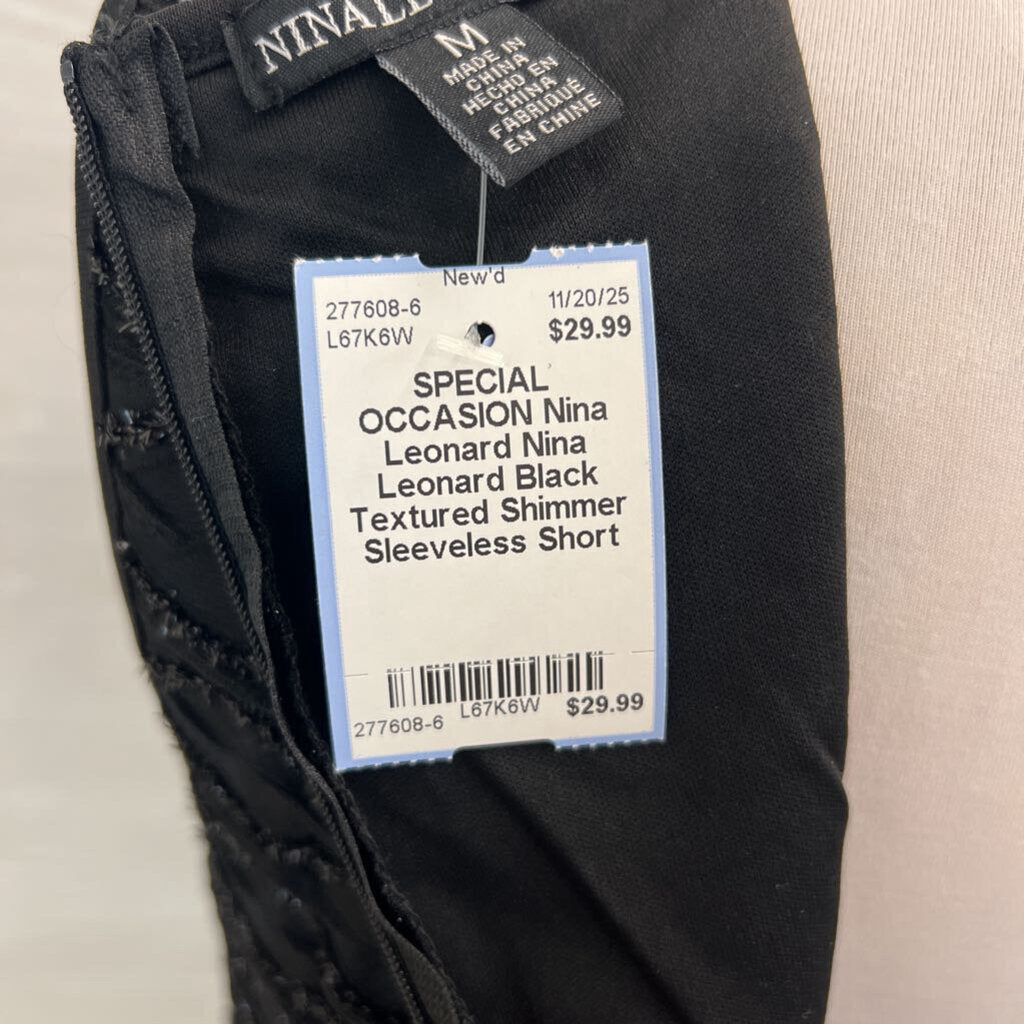 NINA LE
M
MADE IN
CHINA
HECHO EN
CHINA
FABRIQUÉ
EN CHINE
New'd
277608-6 11/20/25
L67K6W $29.99
SPECIAL
OCCASION Nina
Leonard Nina
Leonard Black
Textured Shimmer
Sleeveless Short
277608-6 L67K6W $29.99